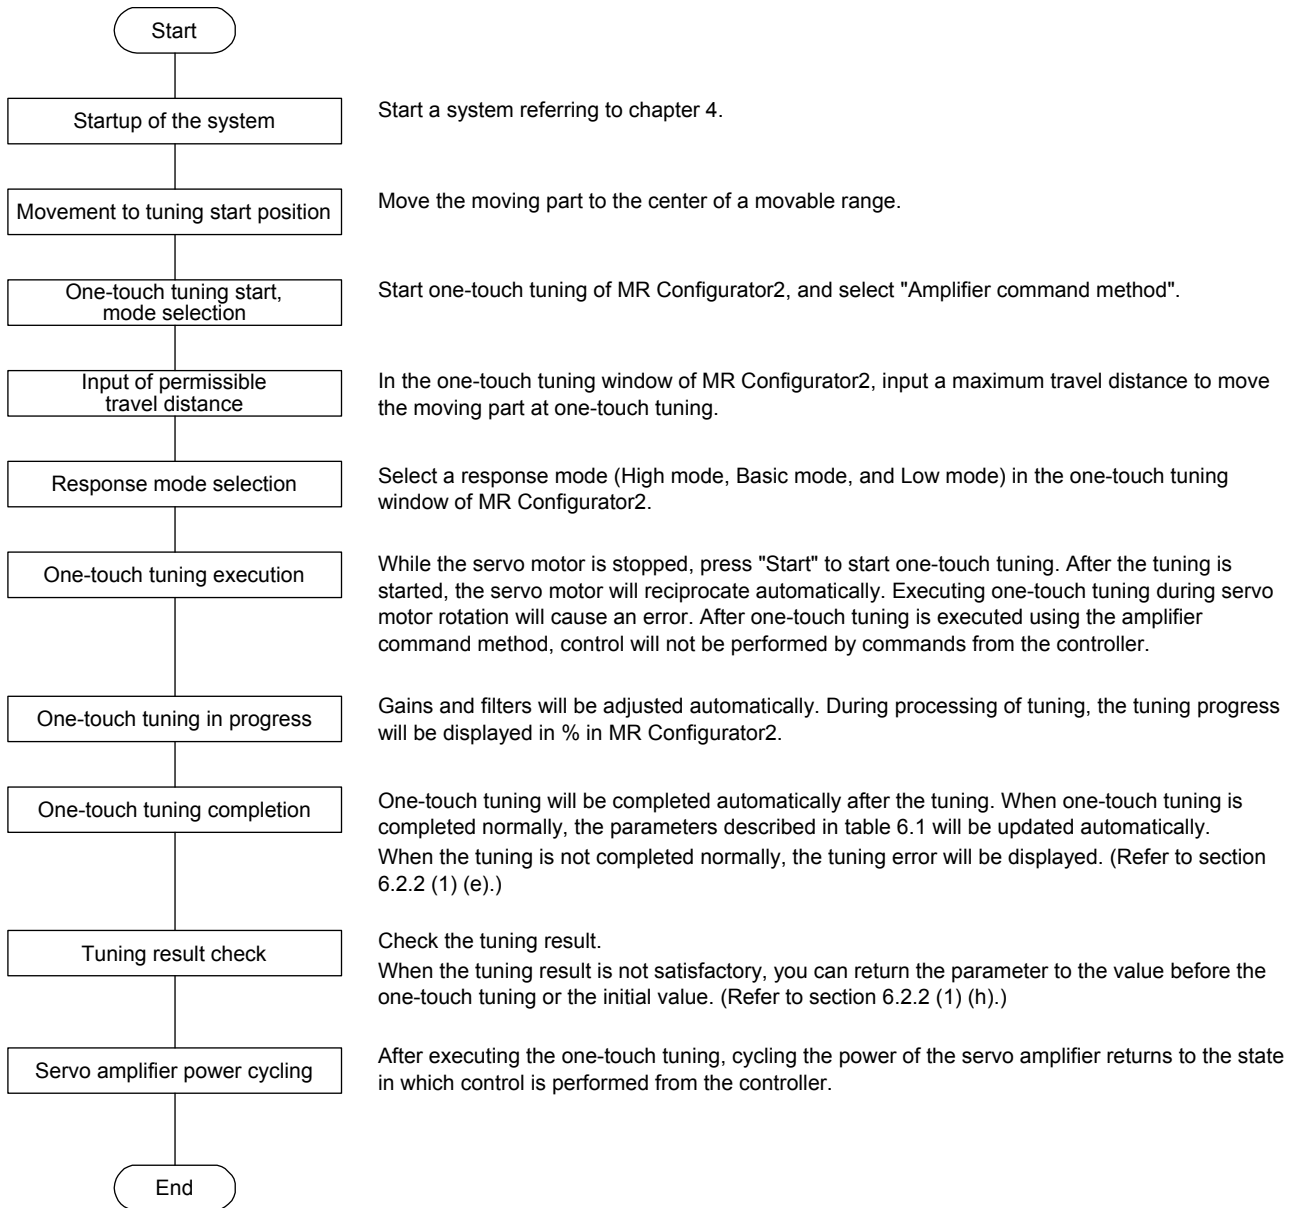 Start
Startup of the system
Start a system referring to chapter 4.
Movement to tuning start position
Move the moving part to the center of a movable range.
One-touch tuning start,
mode selection
Start one-touch tuning of MR Configurator2, and select "Amplifier command method".
Input of permissible
travel distance
In the one-touch tuning window of MR Configurator2, input a maximum travel distance to move
the moving part at one-touch tuning.
Response mode selection
Select a response mode (High mode, Basic mode, and Low mode) in the one-touch tuning
window of MR Configurator2.
One-touch tuning execution
While the servo motor is stopped, press "Start" to start one-touch tuning. After the tuning is
started, the servo motor will reciprocate automatically. Executing one-touch tuning during servo
motor rotation will cause an error. After one-touch tuning is executed using the amplifier
command method, control will not be performed by commands from the controller.
One-touch tuning in progress
Gains and filters will be adjusted automatically. During processing of tuning, the tuning progress
will be displayed in % in MR Configurator2.
One-touch tuning completion
One-touch tuning will be completed automatically after the tuning. When one-touch tuning is
completed normally, the parameters described in table 6.1 will be updated automatically.
When the tuning is not completed normally, the tuning error will be displayed. (Refer to section
6.2.2 (1) (e).)
Tuning result check
Check the tuning result.
When the tuning result is not satisfactory, you can return the parameter to the value before the
one-touch tuning or the initial value. (Refer to section 6.2.2 (1) (h).)
Servo amplifier power cycling
After executing the one-touch tuning, cycling the power of the servo amplifier returns to the state
in which control is performed from the controller.
End